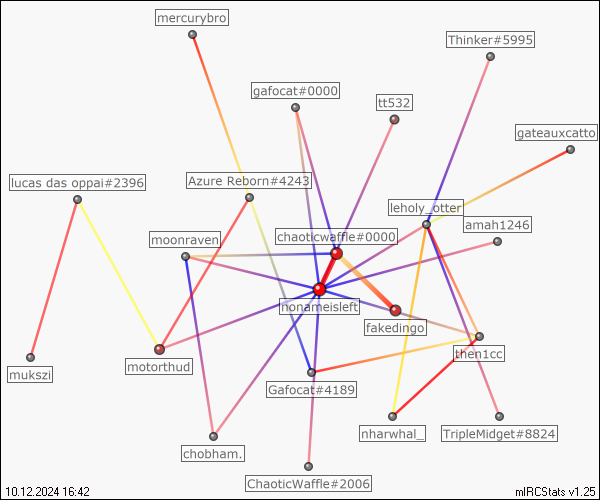 mercurybro
Thinker#5995
gafocat#0000
tt532
gateauxcatto
lucas das oppai#2396
Azure Reborn#4243
leholy_otter
amah1246
moonraven
chaoticwaffle#0000
nonameisleft
fakedingo
then1cc
mukszi
motorthud
Gafocat#4189
nharwhal_
TripleMidget#8824
chobham.
ChaoticWaffle#2006
10.12.2024 16:42
mIRCStats v1.25